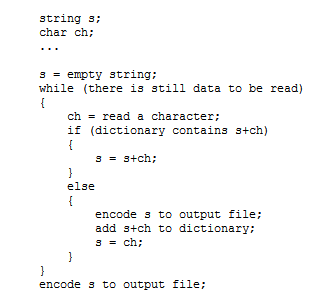 string s;
char ch;
...
s = empty string;
while (there is still data to be read)
{
    ch = read a character;
    if (dictionary contains s+ch)
    {
        s = s+ch;
    }
    else
    {
        encode s to output file;
        add s+ch to dictionary;
        s = ch;
    }
}
encode s to output file;